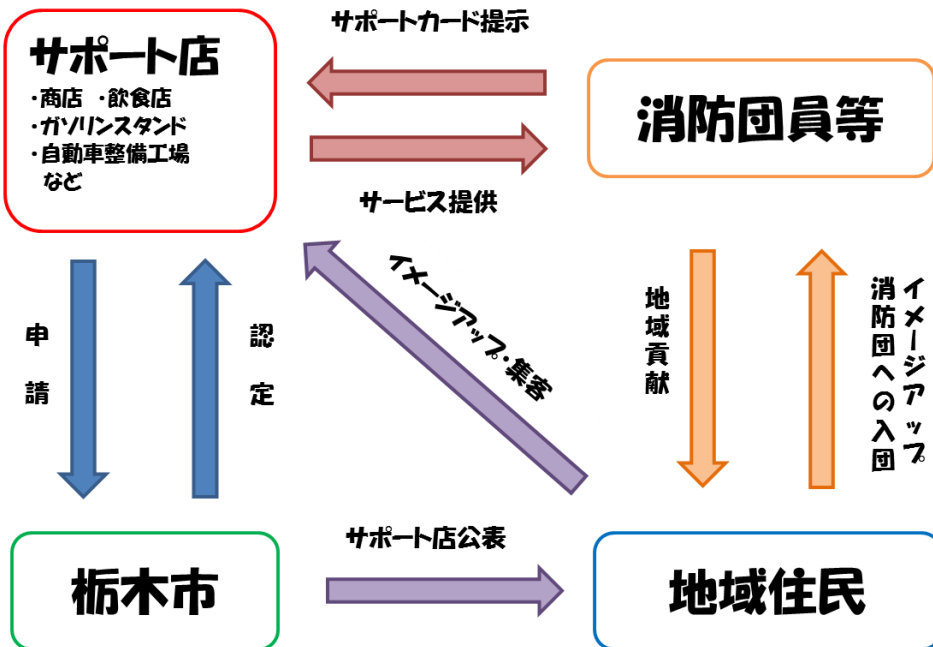 サポートカード提示
サポート店
・商店 ・飲食店
・ガソリンスタンド
・自動車整備工場
など
消防団員等
サービス提供
申請
認定
イメージアップ・集客
地域貢献
イメージアップ
消防団への入団
サポート店公表
栃木市
地域住民